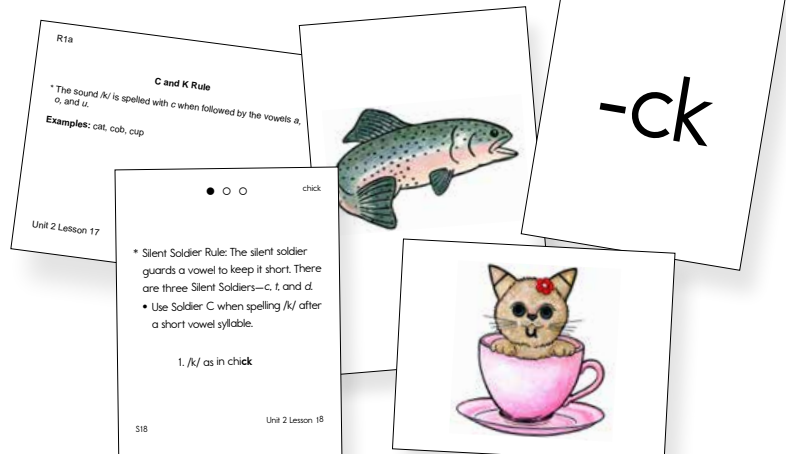 R1a
C and K Rule
* The sound /k/ is spelled with c when followed by the vowels a,
o, and u.
Examples: cat, cob, cup
Unit 2 Lesson 17
-ck
chick
* Silent Soldier Rule: The silent soldier
guards a vowel to keep it short. There
are three Silent Soldiers—c, t, and d.
• Use Soldier C when spelling /k/ after
a short vowel syllable.
1. /k/ as in chick
Unit 2 Lesson 18
S18